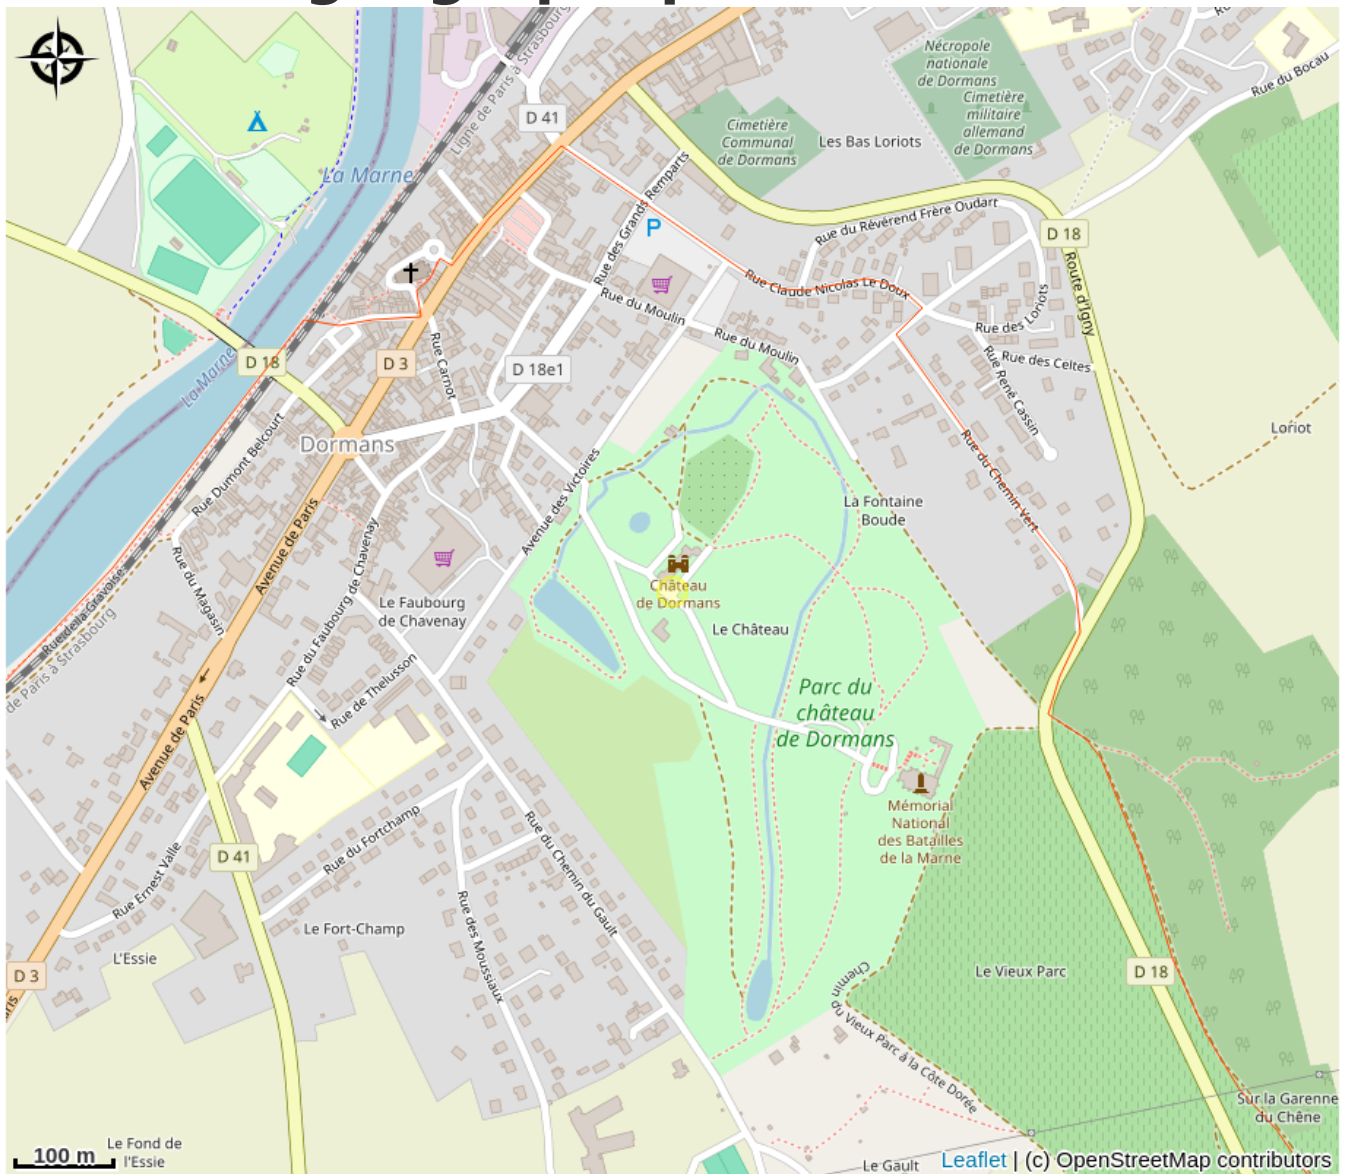 Ligne de Paris à Strasbourg
D 41
Nécropole
nationale
de Dormans
Cimetière
militaire
allemand
de Dormans
Rue du Bocau
Cimetière
Communal
de Dormans
Les Bas Loriots
La Marne
Rue des Grands Remparts
P
Rue du Révérend Frère Oudart
D 18
Route d'Igny
Rue Claude Nicolas Le Doux
Rue du Moulin
Rue du Moulin
Rue des Loriots
Rue des Celtes
Rue René Cassin
D 18
La Marne
D 3
Rue Carnot
D 18e1
Dormans
Loriot
Rue Dumont Belcourt
Avenue des Victoires
Rue du Chemin Vert
La Fontaine
Boude
Avenue de Paris
Rue du Faubourg de Chavenay
Rue du Magasin
Château
de Dormans
Le Faubourg
de Chavenay
Le Château
Rue de la Gravoise
de Paris à Strasbourg
Rue de Thelusson
Parc du
château
de Dormans
Avenue de Paris
Mémorial
National
des Batailles
de la Marne
D 41
Rue du Fortchamp
Rue Ernest Valle
Rue du Chemin du Gault
Rue des Moussiaux
Le Fort-Champ
L'Essie
D 3
Le Vieux Parc
D 18
Chemin du Vieux Parc à la Côte Dorée
Sur la Garenne
du Chêne
Le Fond de
l'Essie
100 m
Le Gault
Leaflet | (c) OpenStreetMap contributors